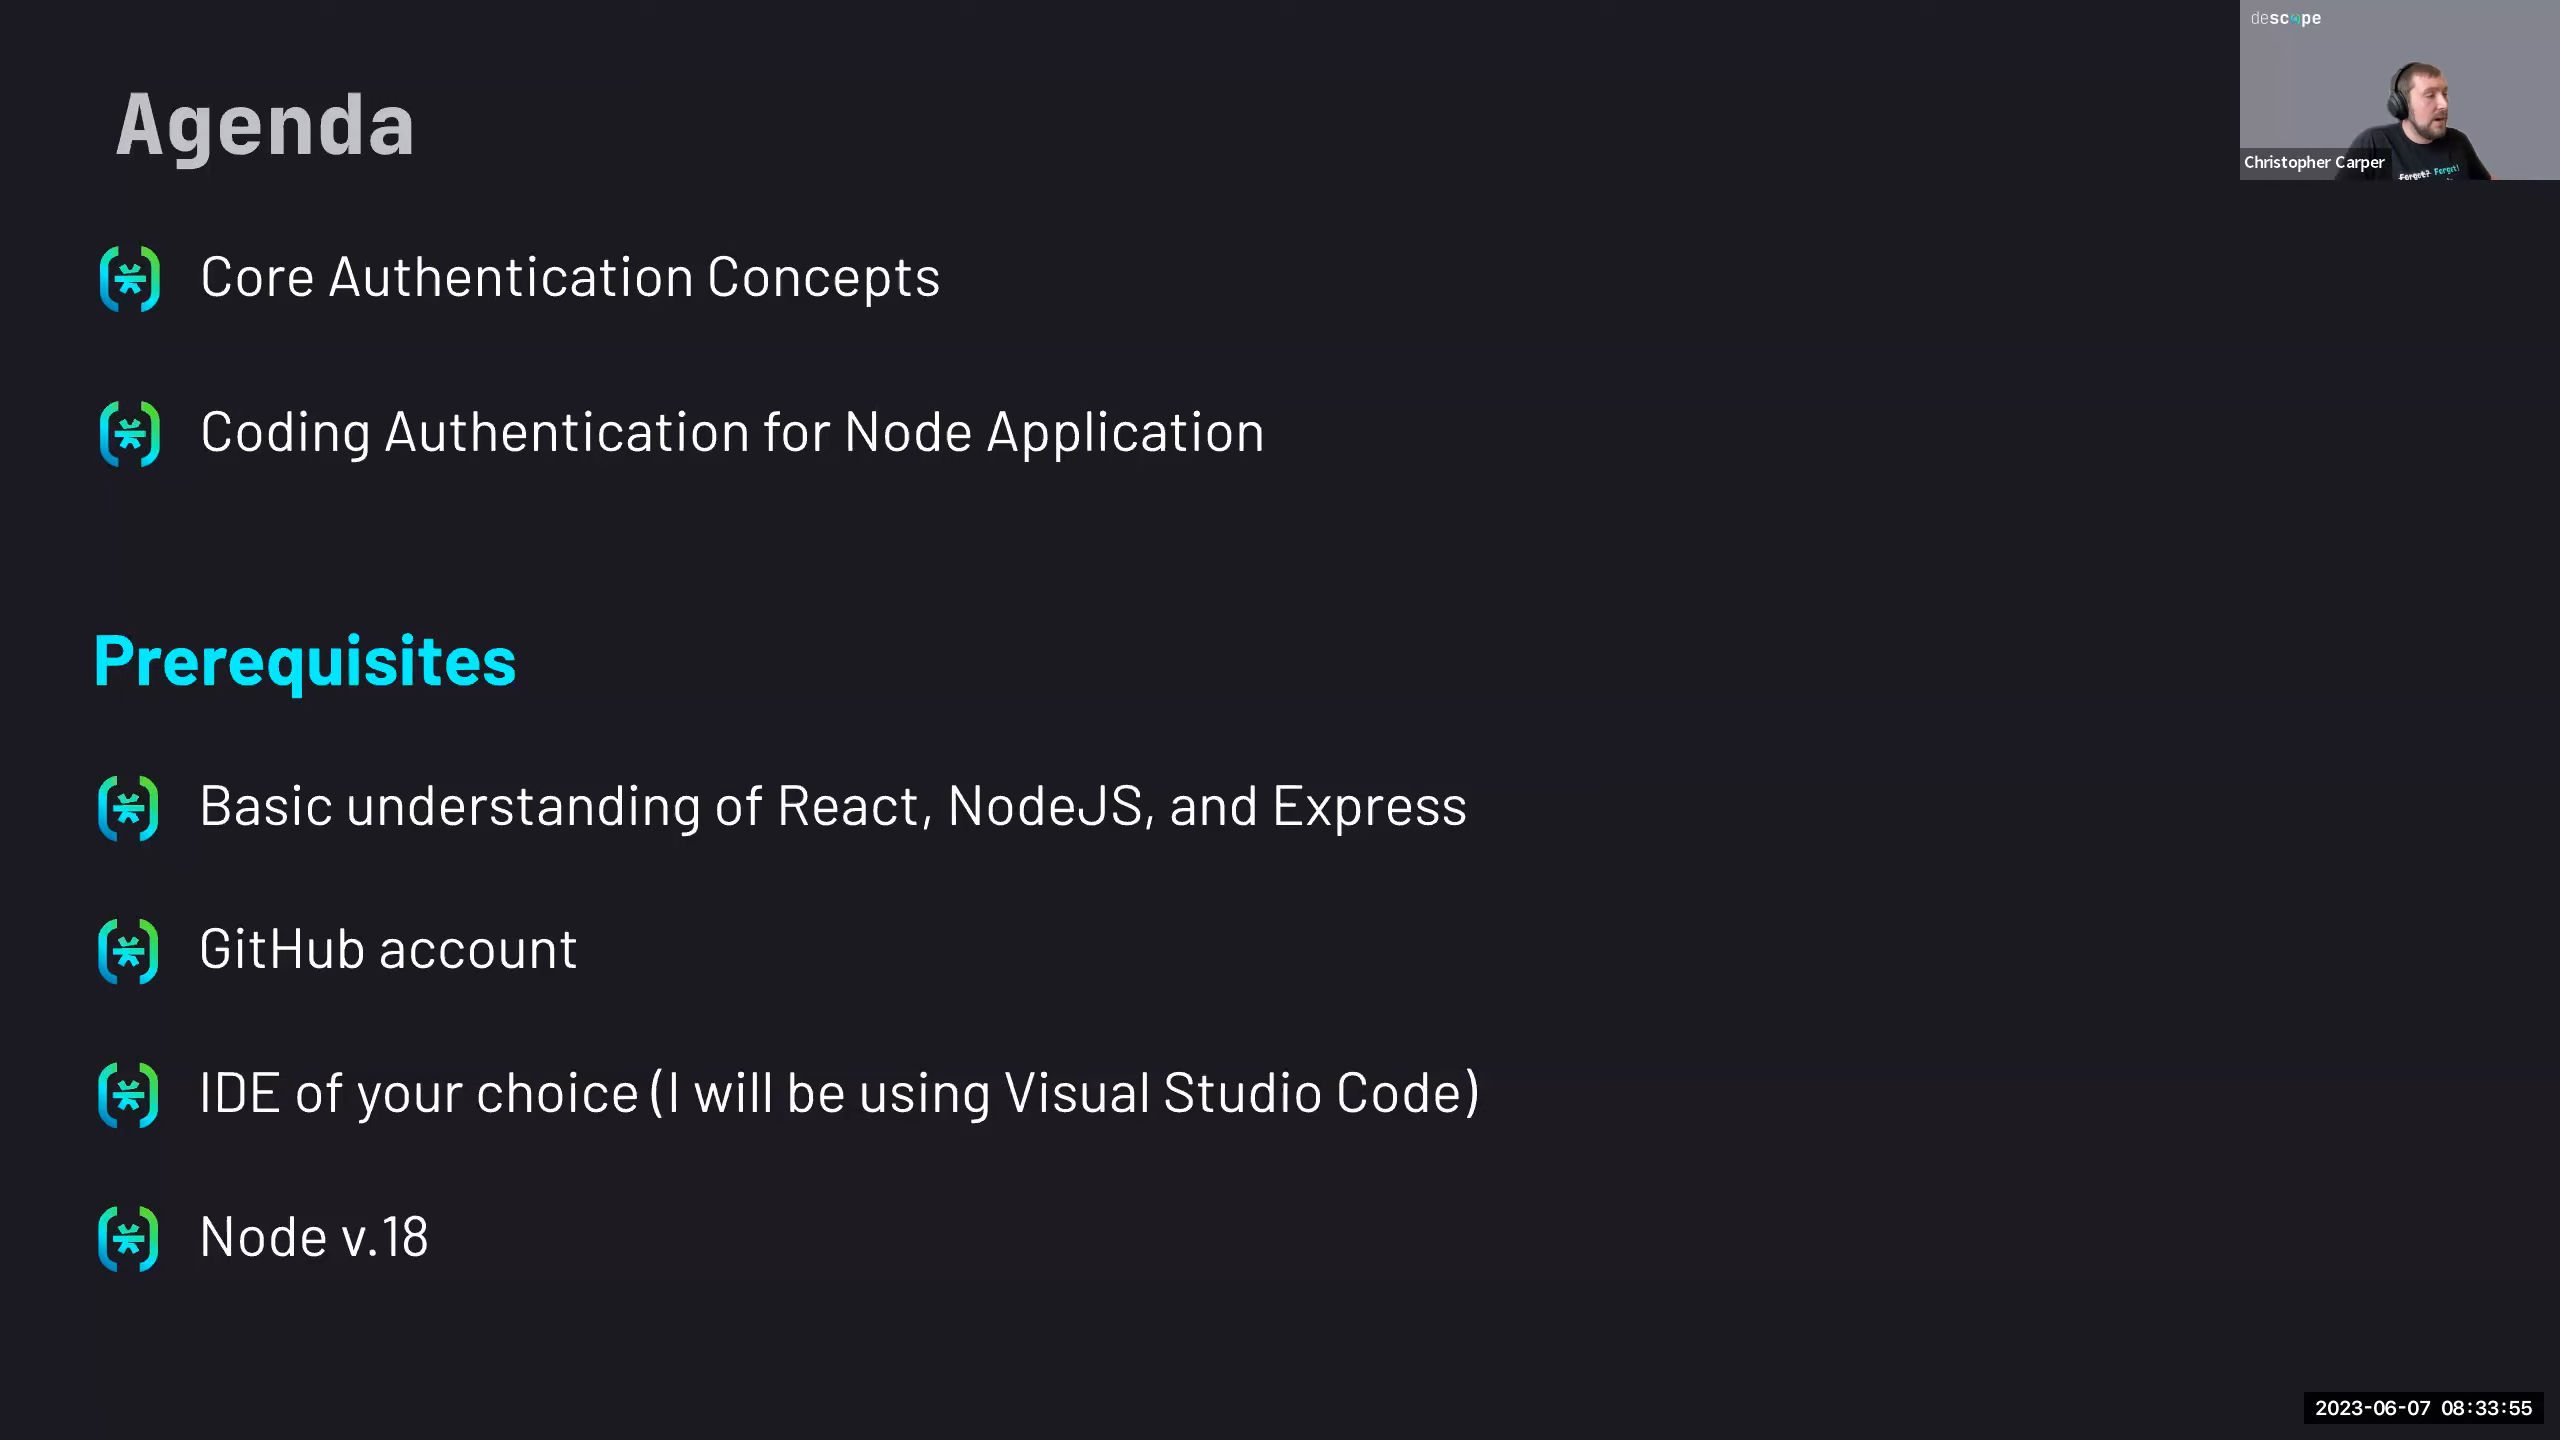 Agenda
descope
Christopher Carper
Forgot? Forget!
Core Authentication Concepts
Coding Authentication for Node Application
Prerequisites
Basic understanding of React, NodeJS, and Express
GitHub account
IDE of your choice (I will be using Visual Studio Code)
Node v.18
2023-06-07 08:33:55